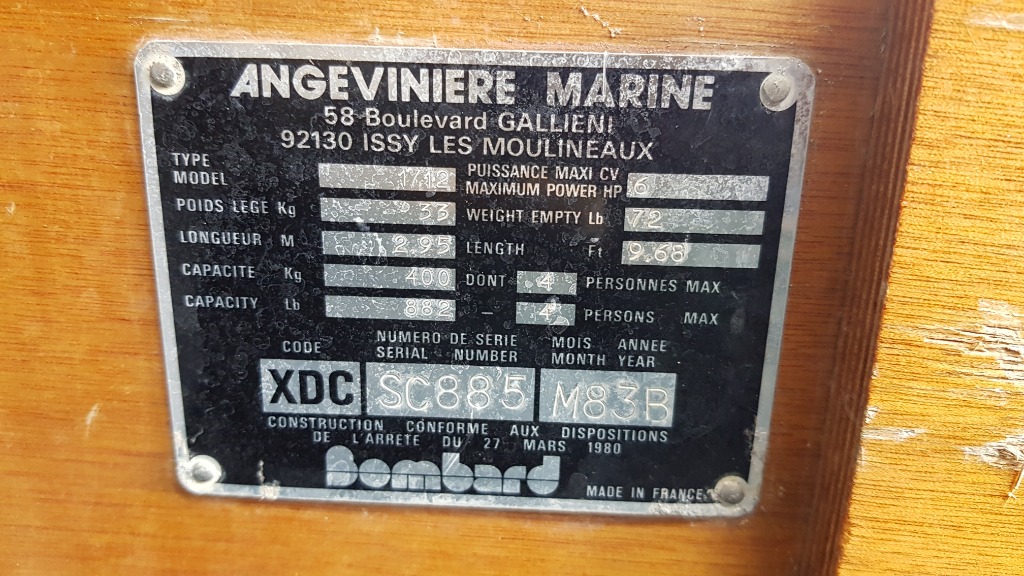 ANGEVINIERE MARINE
58 Boulevard GALLIENI
92130 ISSY LES MOULINEAUX
TYPE MODEL 1712 PUISSANCE MAXI CV MAXIMUM POWER HP 6
POIDS LEGE Kg 33 WEIGHT EMPTY Lb 72
LONGUEUR M 2.95 LENGTH Ft 9.68
CAPACITE Kg 400 DONT 4 PERSONNES MAX
CAPACITY Lb 882 – 4 PERSONS MAX
CODE NUMERO DE SERIE SERIAL NUMBER MOIS ANNEE MONTH YEAR
XDC SC885 M83B
CONSTRUCTION CONFORME AUX DISPOSITIONS
DE L'ARRETE DU 27 MARS 1980
Bombard
MADE IN FRANCE